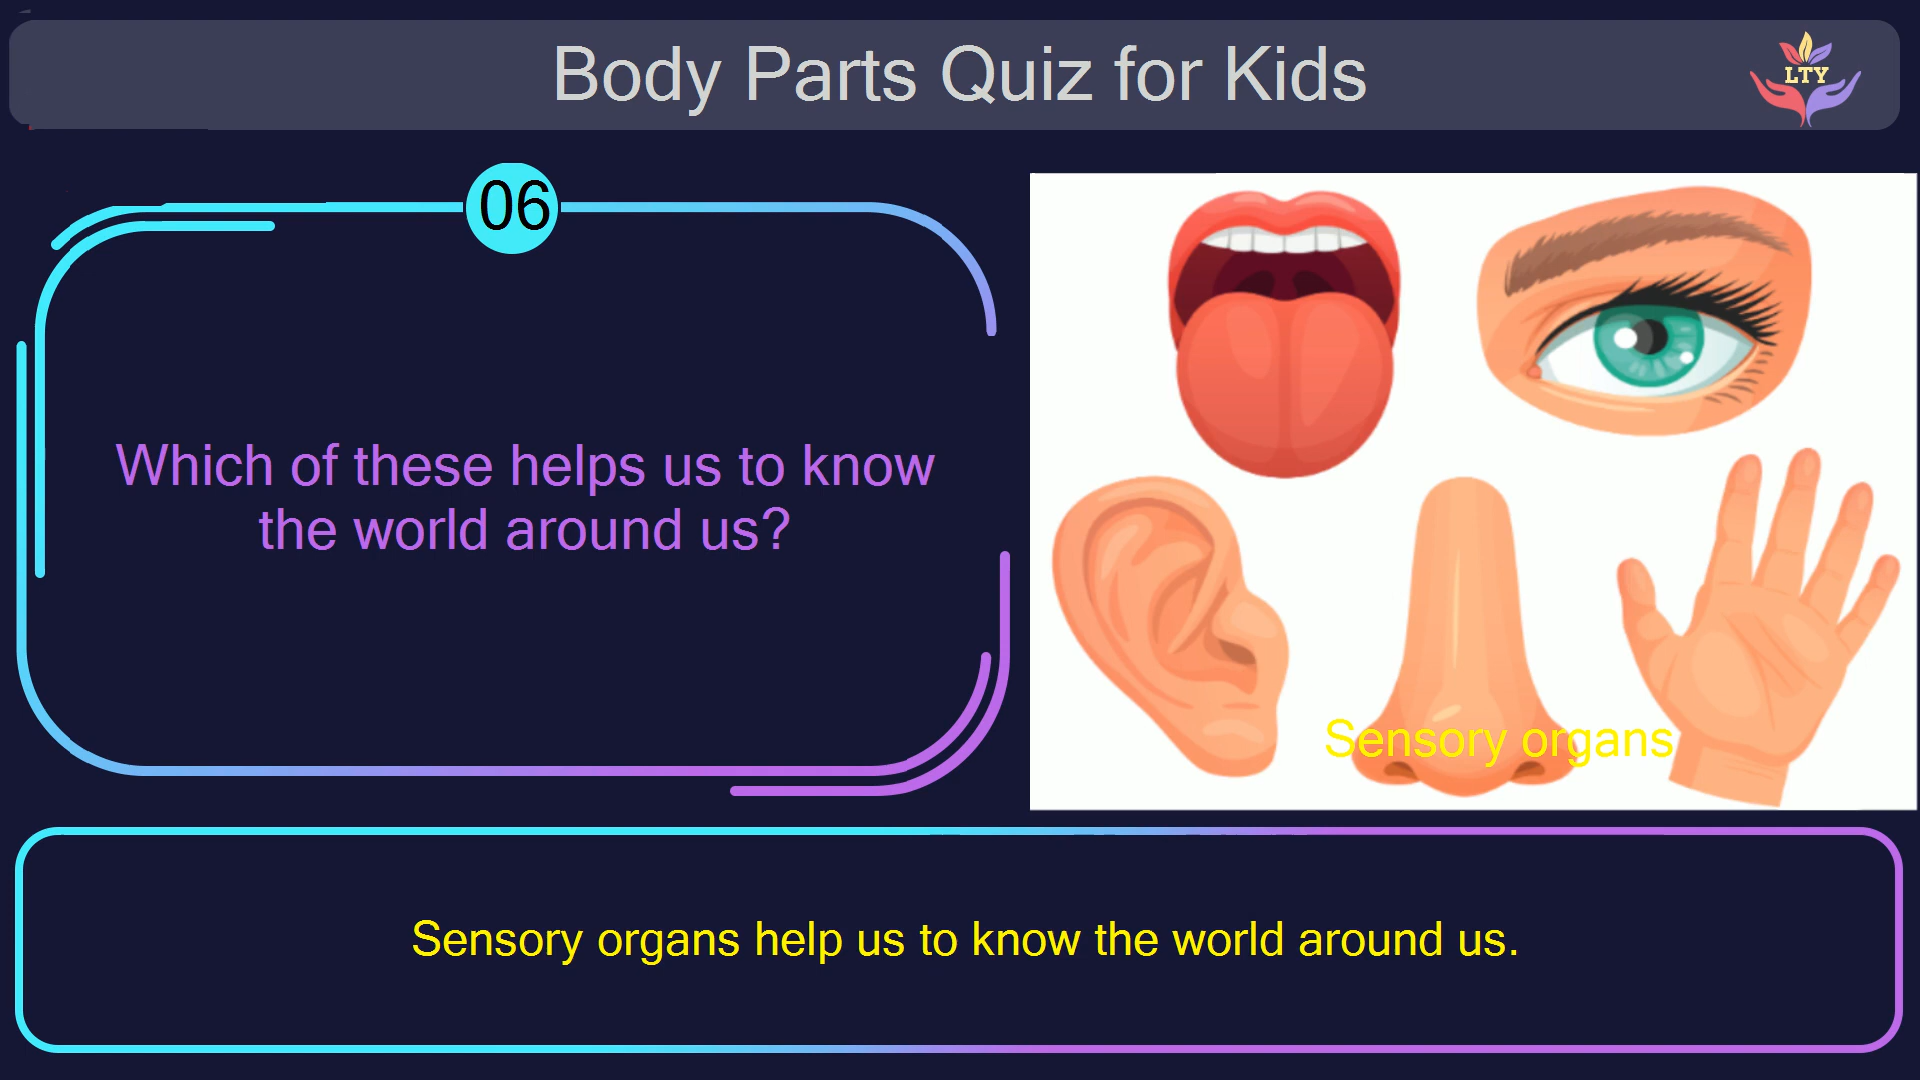 Body Parts Quiz for Kids
LTY
06
Which of these helps us to know
the world around us?
Sensory organs
Sensory organs help us to know the world around us.